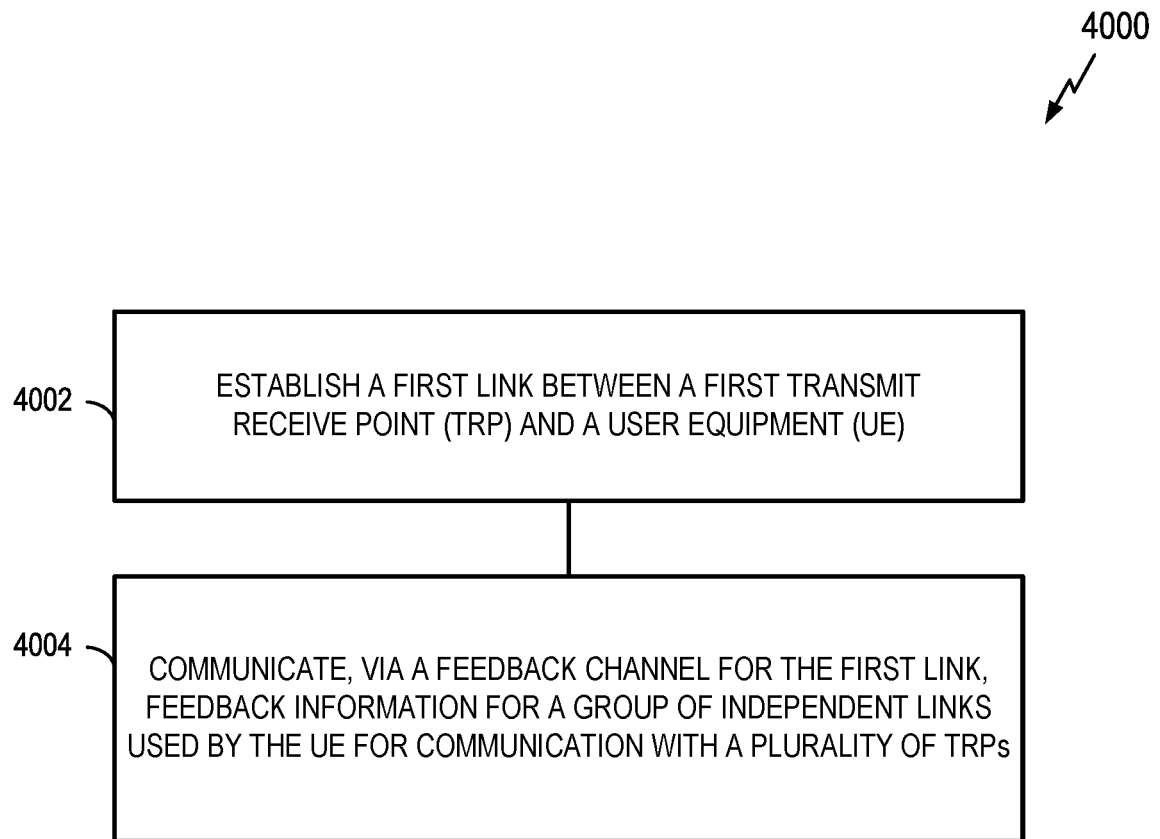 4000
4002
ESTABLISH A FIRST LINK BETWEEN A FIRST TRANSMIT
RECEIVE POINT (TRP) AND A USER EQUIPMENT (UE)
4004
COMMUNICATE, VIA A FEEDBACK CHANNEL FOR THE FIRST LINK,
FEEDBACK INFORMATION FOR A GROUP OF INDEPENDENT LINKS
USED BY THE UE FOR COMMUNICATION WITH A PLURALITY OF TRPs